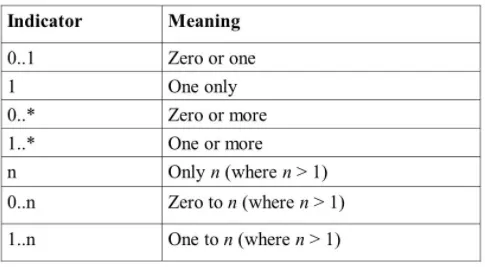 Indicator Meaning
0..1 Zero or one
1 One only
0..* Zero or more
1..* One or more
n Only n (where n > 1)
0..n Zero to n (where n > 1)
1..n One to n (where n > 1)